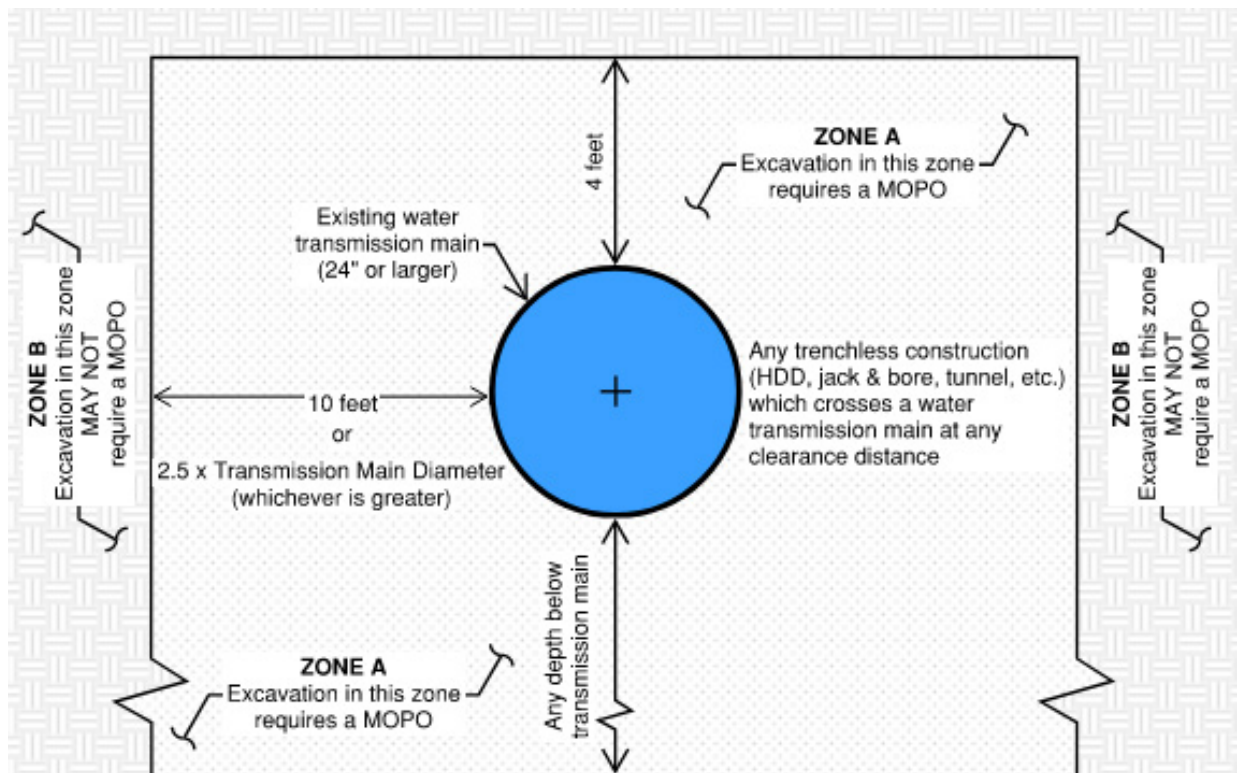 4 feet
ZONE A
Excavation in this zone
requires a MOPO
Existing water
transmission main
(24" or larger)
ZONE B
Excavation in this zone
MAY NOT
require a MOPO
10 feet
or
2.5 x Transmission Main Diameter
(whichever is greater)
Any trenchless construction
(HDD, jack & bore, tunnel, etc.)
which crosses a water
transmission main at any
clearance distance
ZONE B
Excavation in this zone
MAY NOT
require a MOPO
Any depth below
transmission main
ZONE A
Excavation in this zone
requires a MOPO